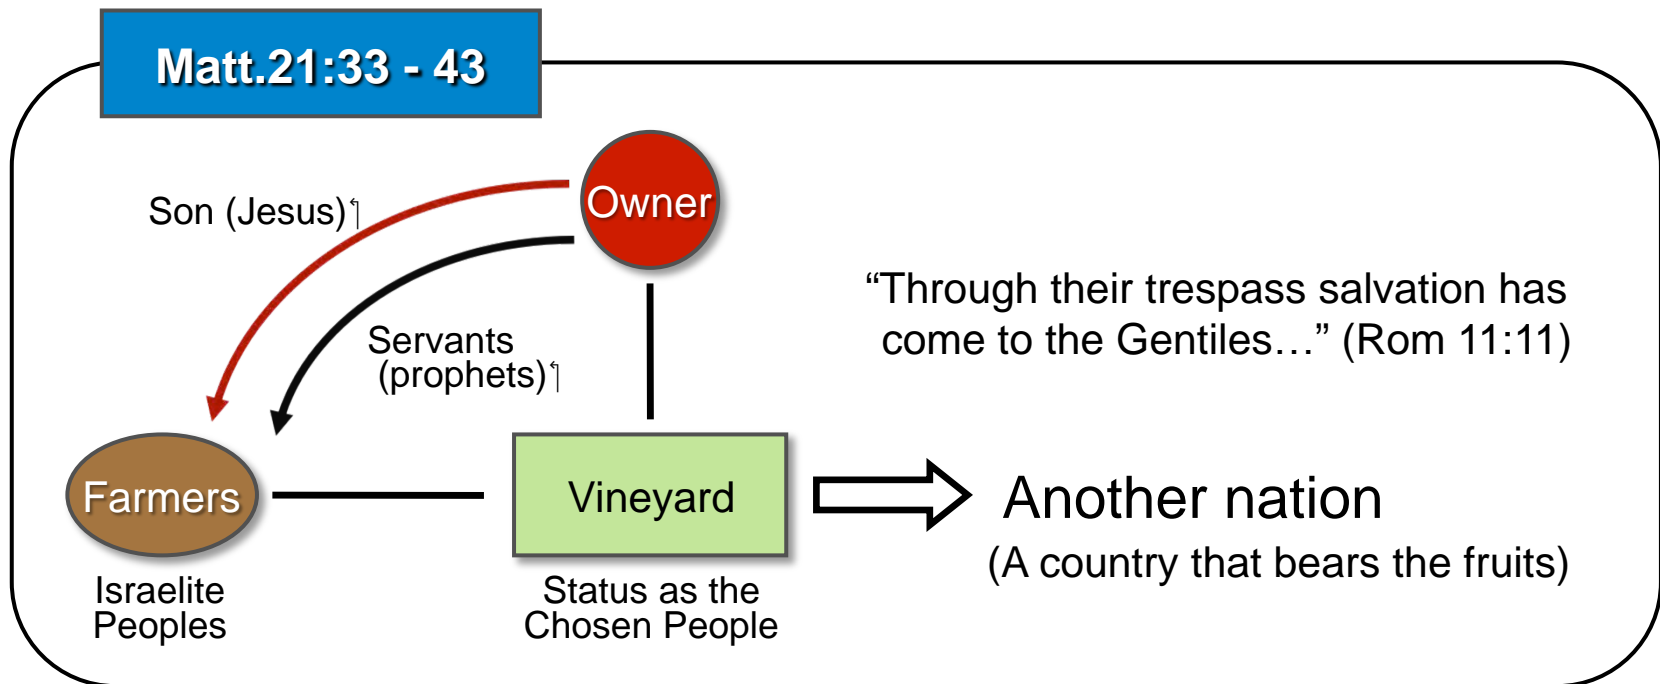 Matt.21:33 - 43
Owner
Son (Jesus)
Servants
(prophets)
“Through their trespass salvation has
come to the Gentiles…” (Rom 11:11)
Farmers
Vineyard
Another nation
(A country that bears the fruits)
Israelite
Peoples
Status as the
Chosen People